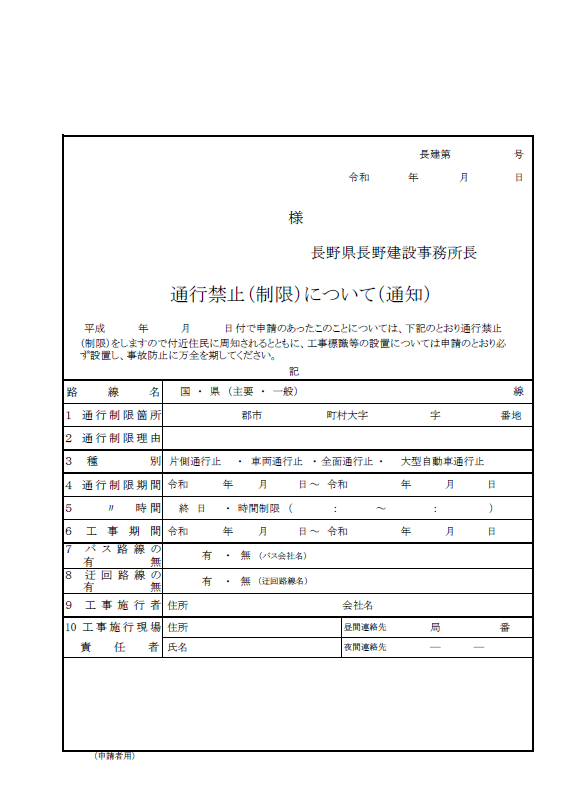 長建第 号
令和 年 月 日
様
長野県長野建設事務所長
通行禁止(制限)について(通知)
平成 年 月 日付で申請のあったこのことについては、下記のとおり通行禁止
(制限)をしますので付近住民に周知されるとともに、工事標識等の設置については申請のとおり必
ず設置し、事故防止に万全を期してください。
記
路線名 国 ・ 県 (主要 ・ 一般) 線
1 通行制限箇所 郡市 町村大字 字 番地
2 通行制限理由
3 種別 片側通行止 ・ 車両通行止 ・全面通行止・ 大型自動車通行止
4 通行制限期間 令和 年 月 日~ 令和 年 月 日
5 〃 時間 終 日 ・ 時間制限 ( : ~ : )
6 工事期間 令和 年 月 日~ 令和 年 月 日
7 バス路線の
有無 有 ・ 無 (バス会社名)
8 迂回路線の
有無 有 ・ 無 (迂回路線名)
9 工事施行者 住所 会社名
10 工事施行現場 住所 昼間連絡先 局 番
責任者 氏名 夜間連絡先 ― ―
(申請者用)